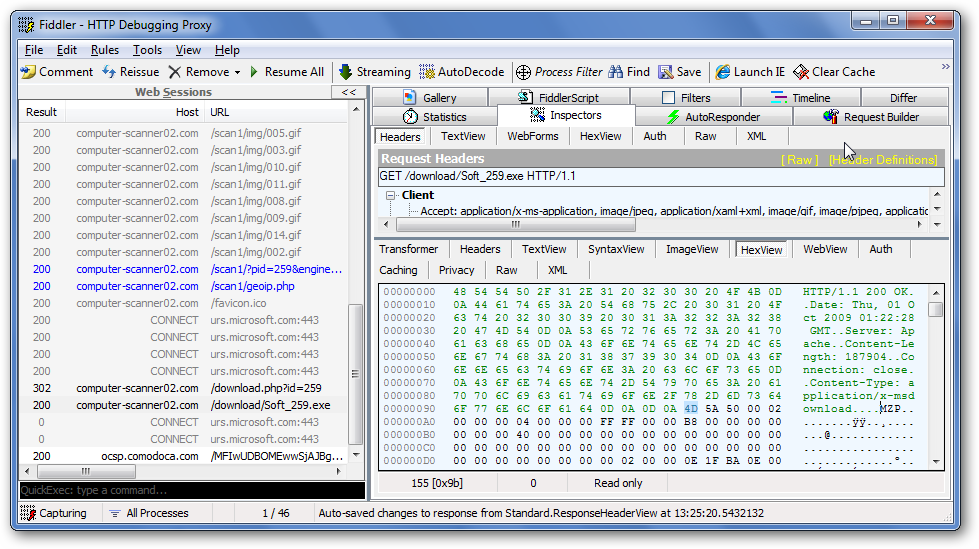 Fiddler - HTTP Debugging Proxy
File Edit Rules Tools View Help
Comment Reissue Remove Resume All Streaming AutoDecode Process Filter Find Save Launch IE Clear Cache »
Web Sessions <<
Result Host URL
200 computer-scanner02.com /scan1/img/005.gif
200 computer-scanner02.com /scan1/img/003.gif
200 computer-scanner02.com /scan1/img/010.gif
200 computer-scanner02.com /scan1/img/011.gif
200 computer-scanner02.com /scan1/img/008.gif
200 computer-scanner02.com /scan1/img/009.gif
200 computer-scanner02.com /scan1/img/014.gif
200 computer-scanner02.com /scan1/img/002.gif
200 computer-scanner02.com /scan1/?pid=259&engine...
200 computer-scanner02.com /scan1/geoip.php
200 computer-scanner02.com /favicon.ico
200 CONNECT urs.microsoft.com:443
200 CONNECT urs.microsoft.com:443
200 CONNECT urs.microsoft.com:443
200 CONNECT urs.microsoft.com:443
302 computer-scanner02.com /download.php?id=259
200 computer-scanner02.com /download/Soft_259.exe
0 CONNECT urs.microsoft.com:443
0 CONNECT urs.microsoft.com:443
200 ocsp.comodoca.com /MFIwUDBOMEwwSjAJBg...
QuickExec: type a command...
Gallery FiddlerScript Filters Timeline Differ
Statistics Inspectors AutoResponder Request Builder
Headers TextView WebForms HexView Auth Raw XML
Request Headers [ Raw ] [Header Definitions]
GET /download/Soft_259.exe HTTP/1.1
Client
Accept: application/x-ms-application, image/jpeg, application/xaml+xml, image/gif, image/pjpeg, applicatic
Transformer Headers TextView SyntaxView ImageView HexView WebView Auth
Caching Privacy Raw XML
00000000 48 54 54 50 2F 31 2E 31 20 32 30 30 20 4F 4B 0D HTTP/1.1 200 OK.
00000010 0A 44 61 74 65 3A 20 54 68 75 2C 20 30 31 20 4F .Date: Thu, 01 O
00000020 63 74 20 32 30 30 39 20 30 31 3A 32 32 3A 32 38 ct 2009 01:22:28
00000030 20 47 4D 54 0D 0A 53 65 72 76 65 72 3A 20 41 70 GMT..Server: Ap
00000040 61 63 68 65 0D 0A 43 6F 6E 74 65 6E 74 2D 4C 65 ache..Content-Le
00000050 6E 67 74 68 3A 20 31 38 37 39 30 34 0D 0A 43 6F ngth: 187904..Co
00000060 6E 6E 65 63 74 69 6F 6E 3A 20 63 6C 6F 73 65 0D nnection: close.
00000070 0A 43 6F 6E 74 65 6E 74 2D 54 79 70 65 3A 20 61 .Content-Type: a
00000080 70 70 6C 69 63 61 74 69 6F 6E 2F 78 2D 6D 73 64 pplication/x-msd
00000090 6F 77 6E 6C 6F 61 64 0D 0A 0D 0A 4D 5A 50 00 02 ownload....MZP..
000000A0 00 00 00 04 00 00 00 FF FF 00 00 B8 00 00 00 00 .......ÿÿ..¸....
000000B0 00 00 00 40 00 00 00 00 00 00 00 00 00 00 00 00 ...@............
000000C0 00 00 00 00 00 00 00 00 00 00 00 00 00 00 00 00 ................
000000D0 00 00 00 00 00 00 00 02 00 00 0E 1F BA 0E 00
155 [0x9b] 0 Read only
Capturing All Processes 1 / 46 Auto-saved changes to response from Standard.ResponseHeaderView at 13:25:20.5432132